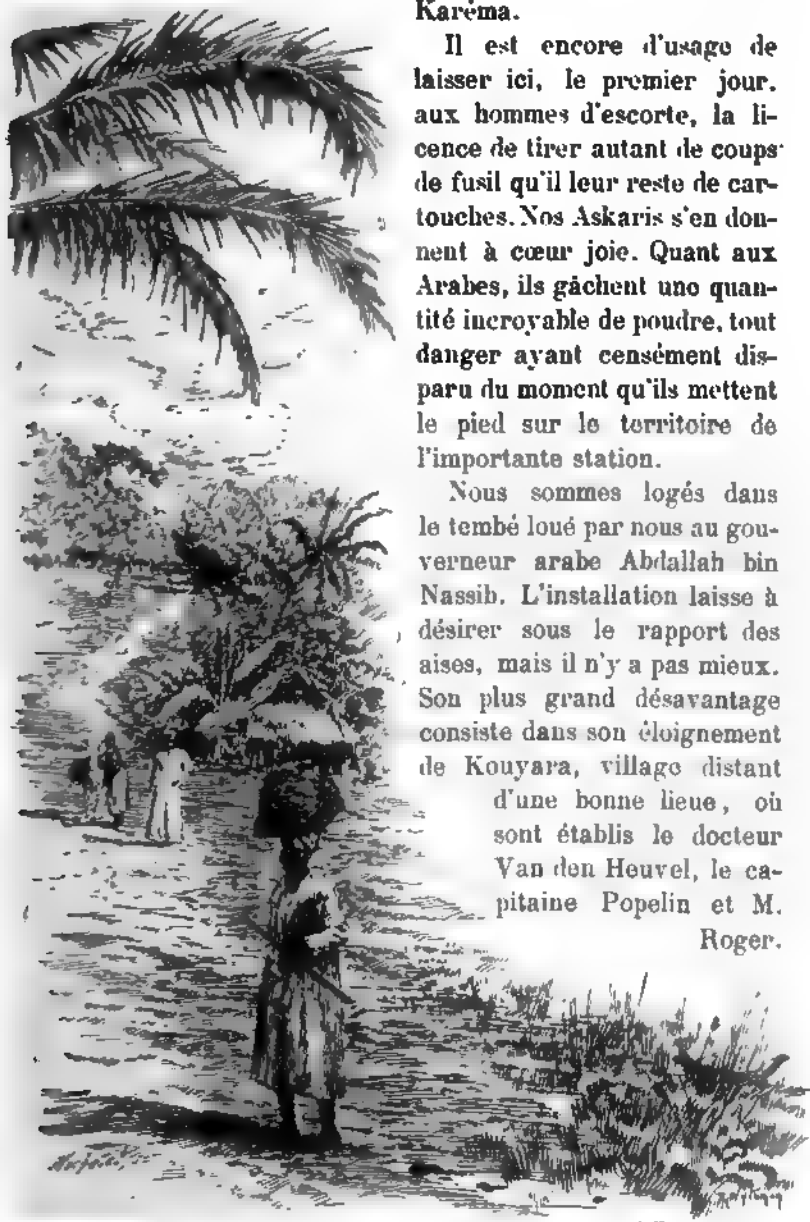 Karéma.
Il est encore d'usage de
laisser ici, le premier jour,
aux hommes d'escorte, la li-
cence de tirer autant de coups
de fusil qu'il leur reste de car-
touches. Nos Askaris s'en don-
nent à cœur joie. Quant aux
Arabes, ils gâchent une quan-
tité incroyable de poudre, tout
danger ayant censément dis-
paru du moment qu'ils mettent
le pied sur le territoire de
l'importante station.
Nous sommes logés dans
le tembé loué par nous au gou-
verneur arabe Abdallah bin
Nassib. L'installation laisse à
désirer sous le rapport des
aises, mais il n'y a pas mieux.
Son plus grand désavantage
consiste dans son éloignement
de Kouyara, village distant
d'une bonne lieue, où
sont établis le docteur
Van den Heuvel, le ca-
pitaine Popelin et M.
Roger.